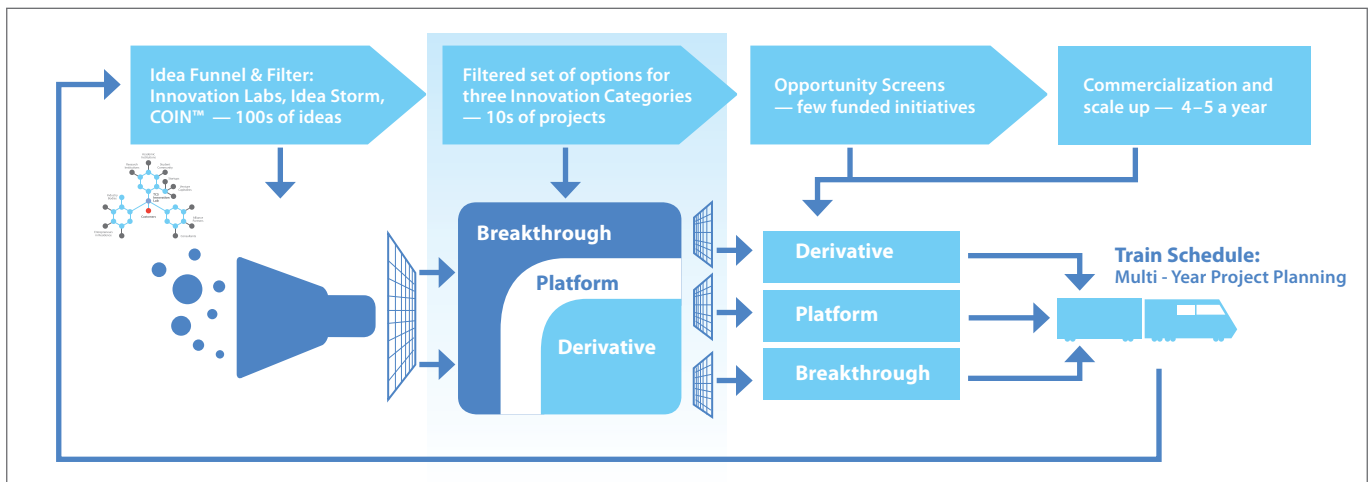 Idea Funnel & Filter:
Innovation Labs, Idea Storm,
COIN™ — 100s of ideas
Filtered set of options for
three Innovation Categories
— 10s of projects
Opportunity Screens
— few funded initiatives
Commercialization and
scale up — 4–5 a year
Customers
Breakthrough
Platform
Derivative
Derivative
Platform
Breakthrough
Train Schedule:
Multi - Year Project Planning